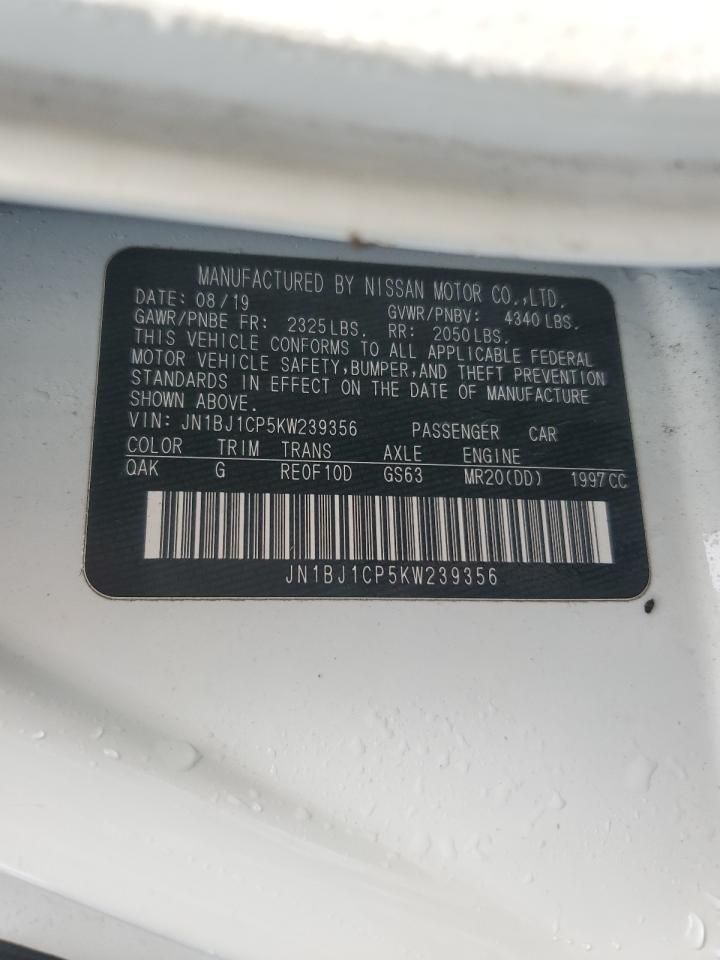 MANUFACTURED BY NISSAN MOTOR CO.,LTD.
DATE: 08/19 GVWR/PNBV: 4340 LBS.
GAWR/PNBE FR: 2325 LBS. RR: 2050 LBS.
THIS VEHICLE CONFORMS TO ALL APPLICABLE FEDERAL
MOTOR VEHICLE SAFETY, BUMPER, AND THEFT PREVENTION
STANDARDS IN EFFECT ON THE DATE OF MANUFACTURE
SHOWN ABOVE.
VIN: JN1BJ1CP5KW239356 PASSENGER CAR
COLOR TRIM TRANS AXLE ENGINE
QAK G RE0F10D GS63 MR20(DD) 1997CC
JN1BJ1CP5KW239356